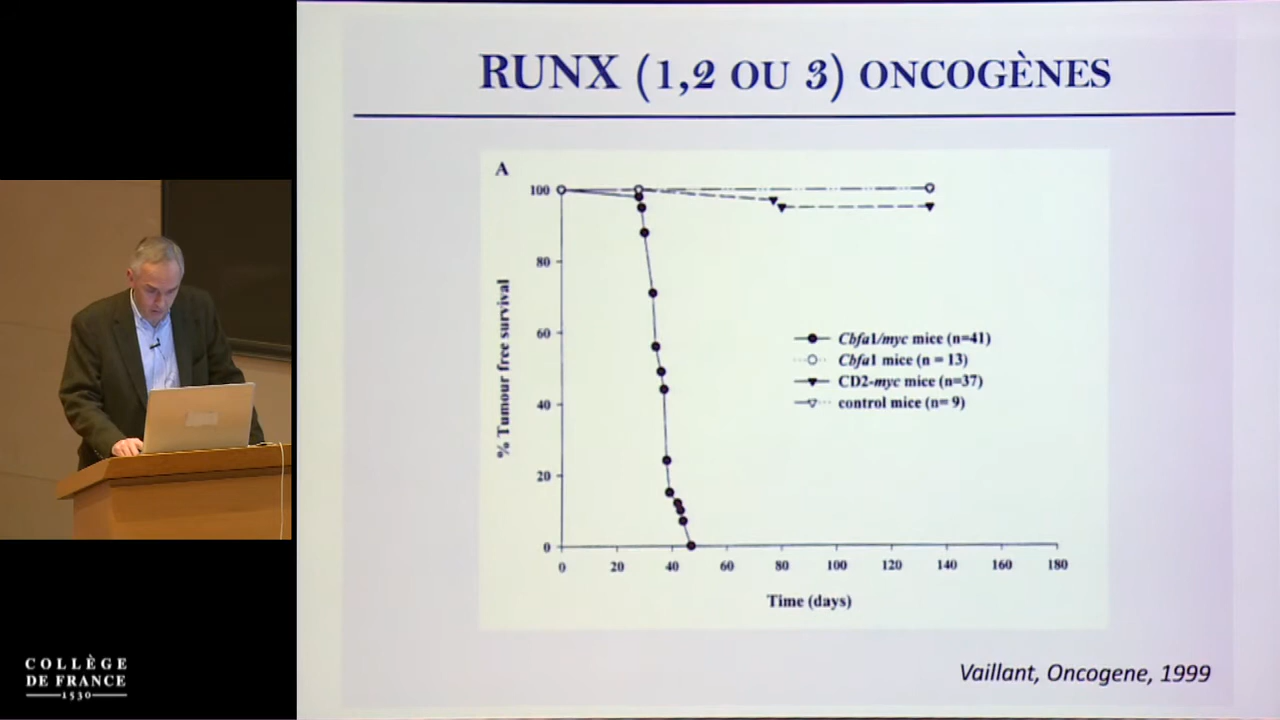 RUNX (1,2 OU 3) ONCOGÈNES
A
% Tumour free survival
100
80
60
40
20
0
Cbfa1/myc mice (n=41)
Cbfa1 mice (n = 13)
CD2-myc mice (n=37)
control mice (n= 9)
0 20 40 60 80 100 120 140 160 180
Time (days)
Vaillant, Oncogene, 1999
COLLÈGE
DE FRANCE
1530